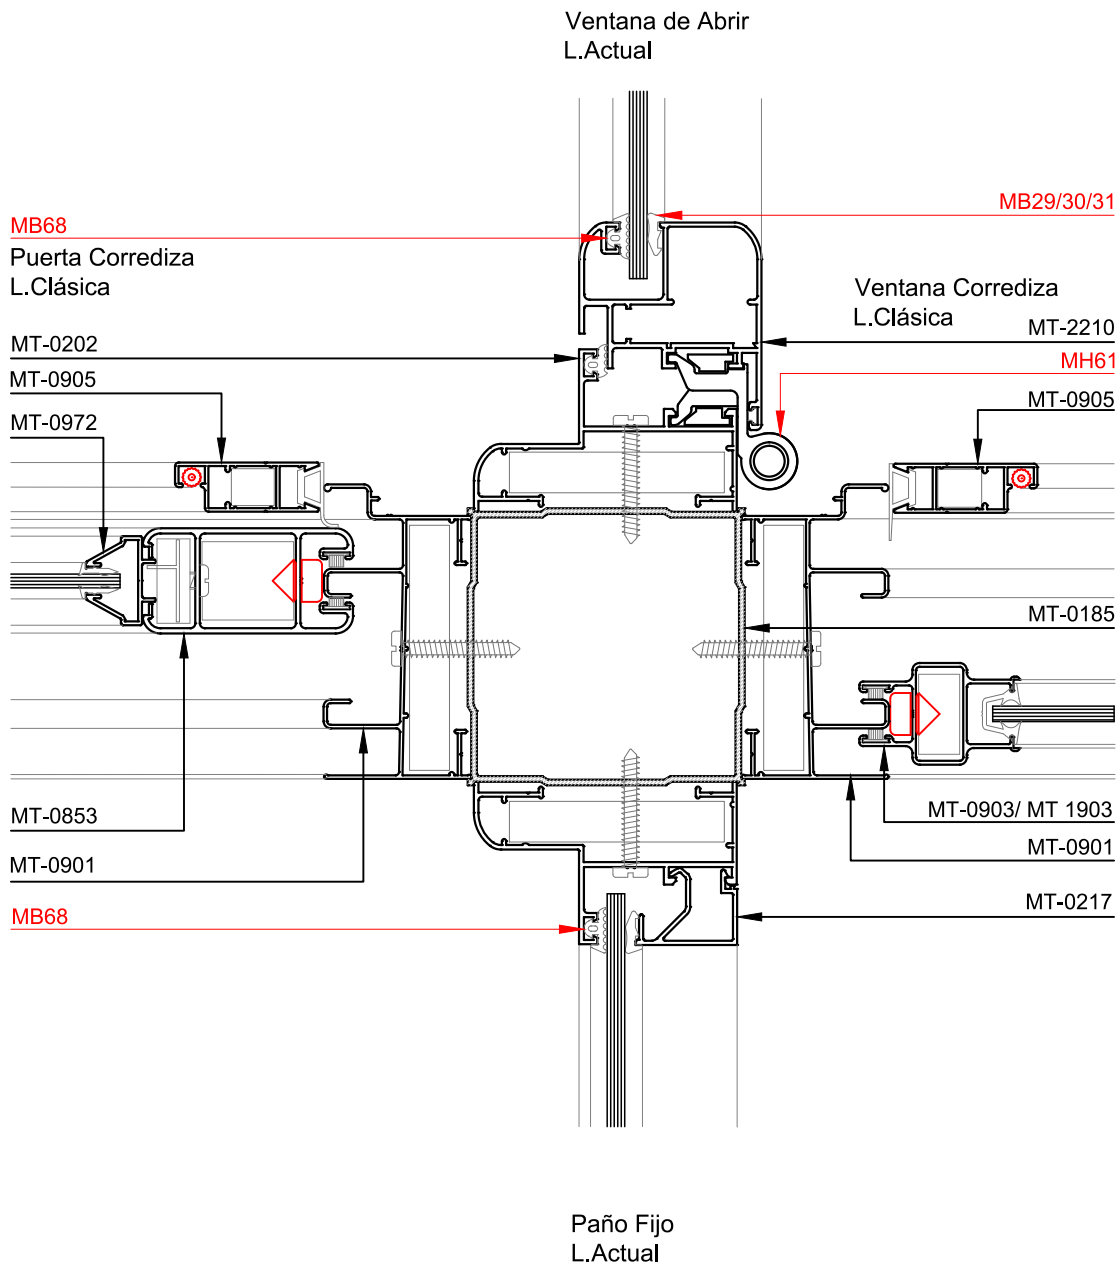 Ventana de Abrir
L.Actual
MB29/30/31
MB68
Puerta Corrediza
L.Clásica
Ventana Corrediza
L.Clásica
MT-2210
MT-0202
MH61
MT-0905
MT-0905
MT-0972
MT-0185
MT-0853
MT-0903/ MT 1903
MT-0901
MT-0901
MT-0217
MB68
Paño Fijo
L.Actual